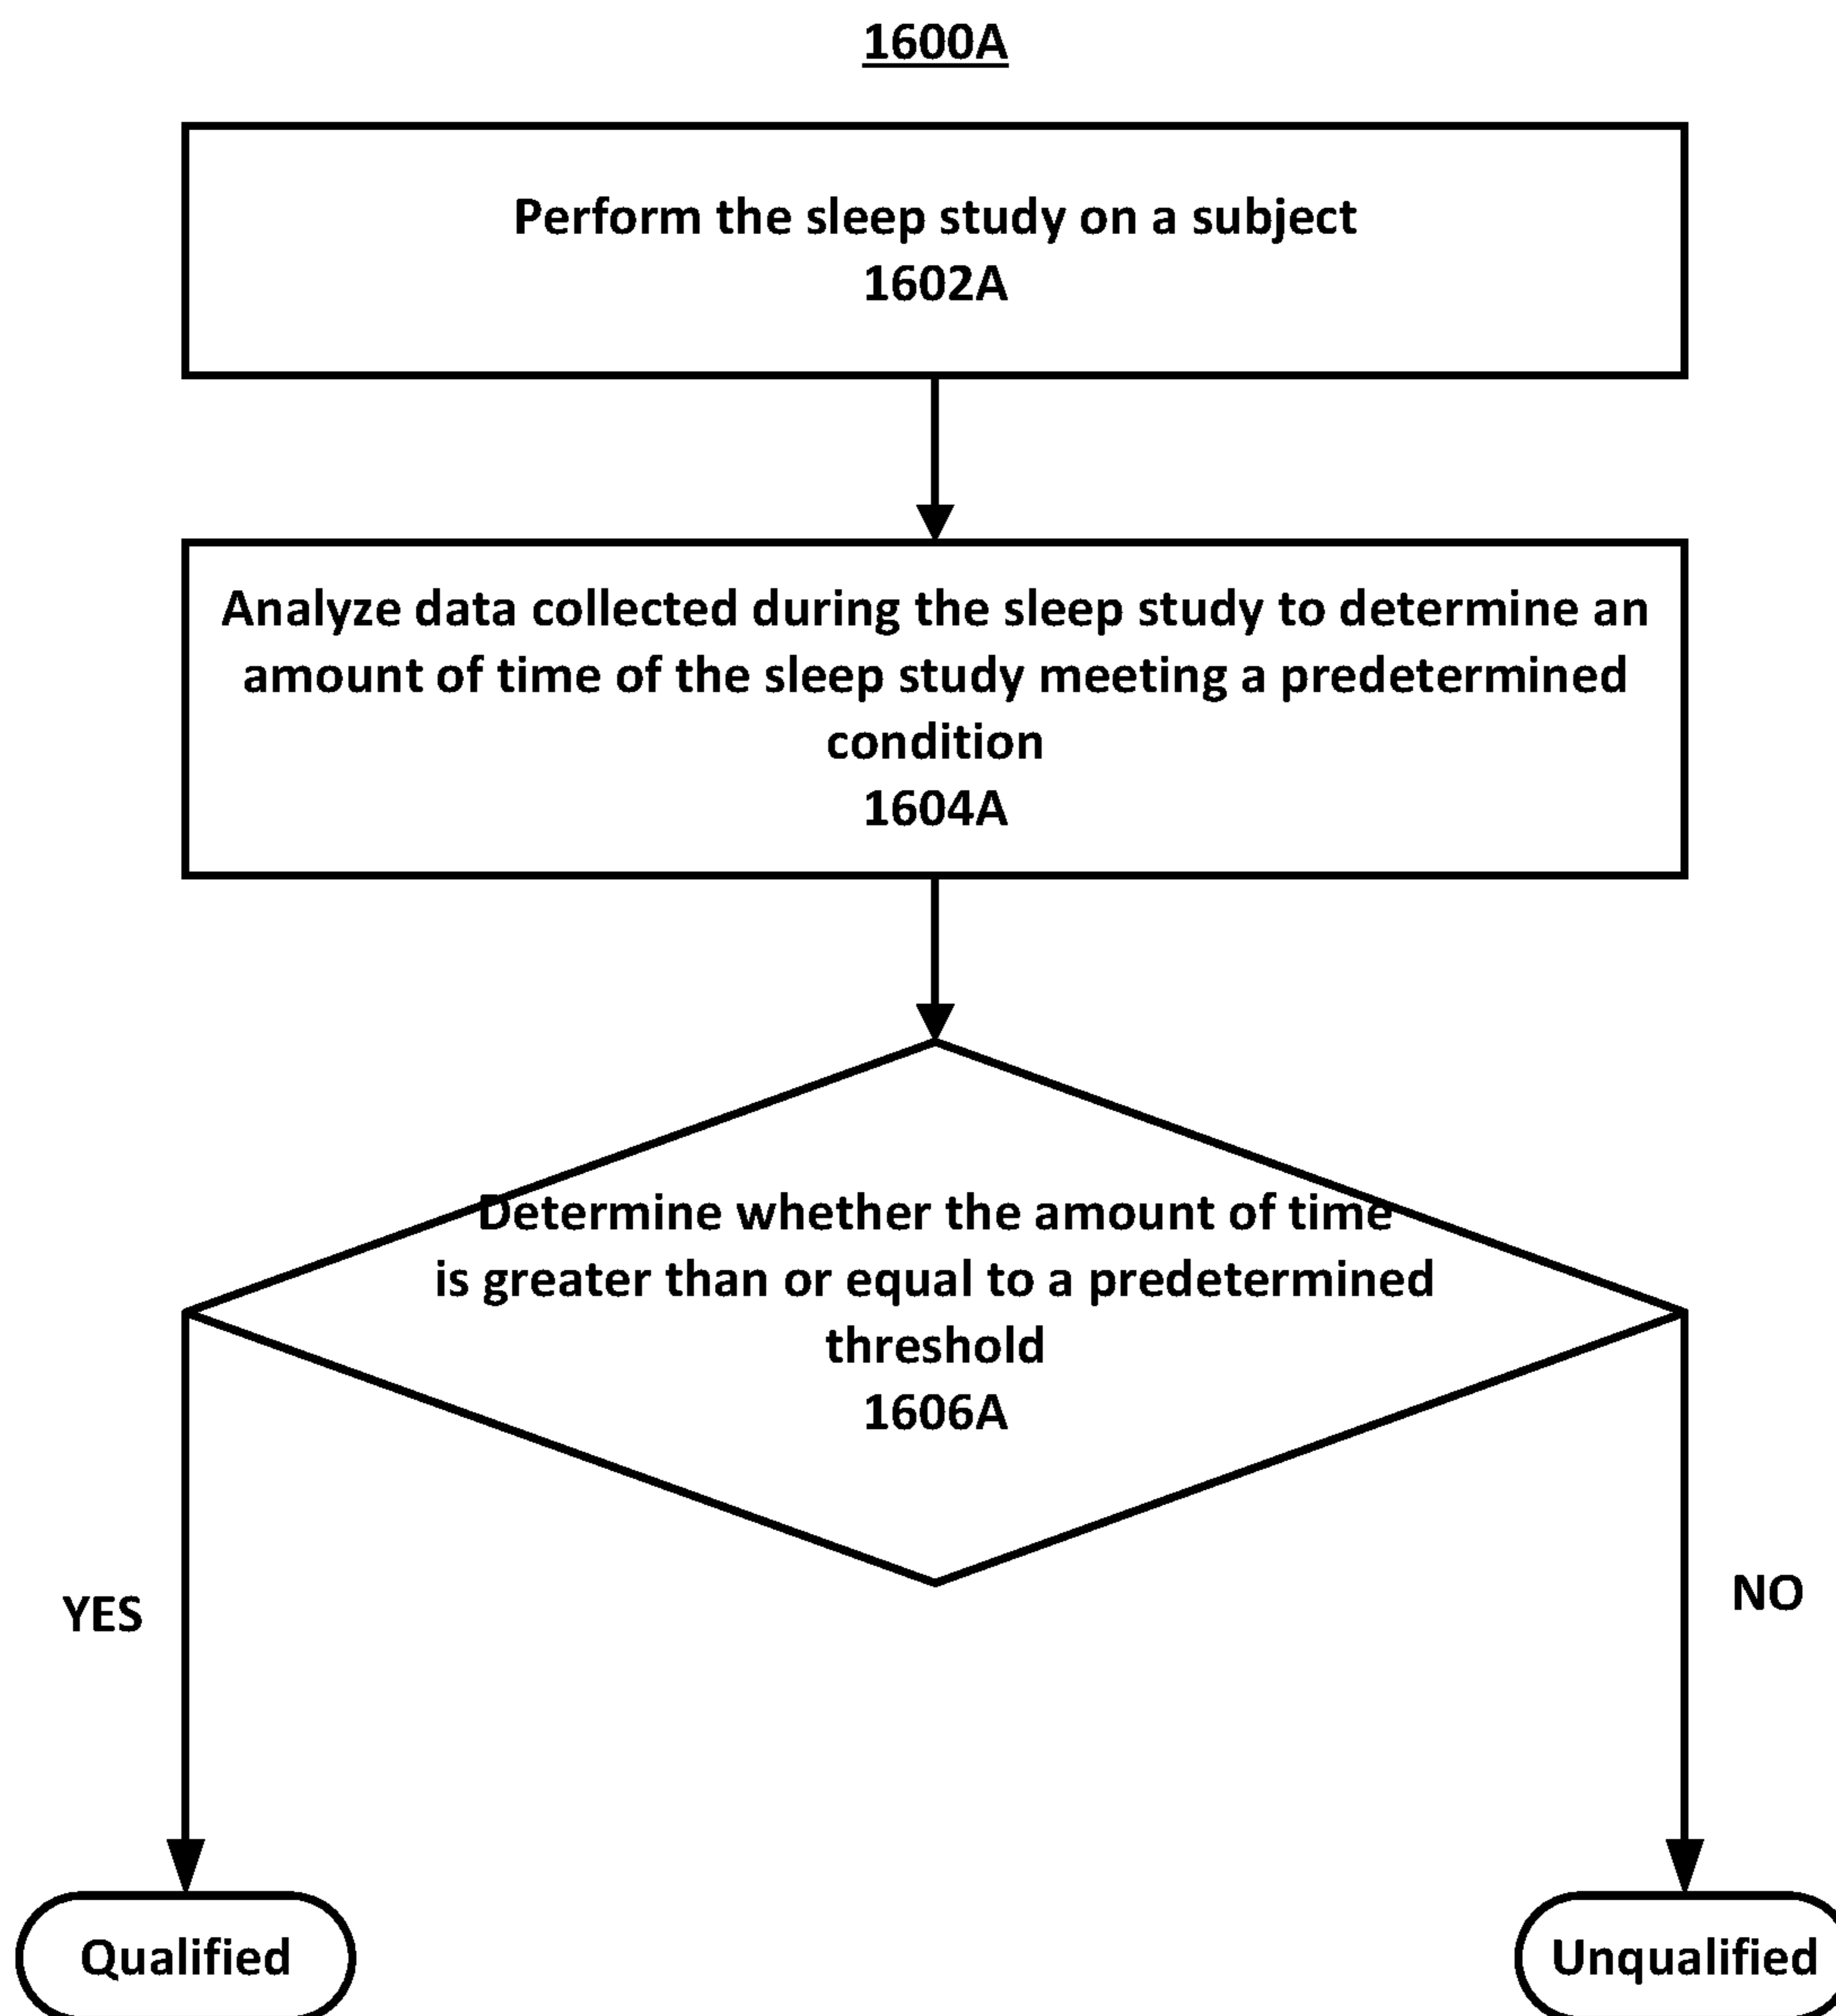 1600A
Perform the sleep study on a subject
1602A
Analyze data collected during the sleep study to determine an
amount of time of the sleep study meeting a predetermined
condition
1604A
Determine whether the amount of time
is greater than or equal to a predetermined
threshold
1606A
YES
NO
Qualified
Unqualified